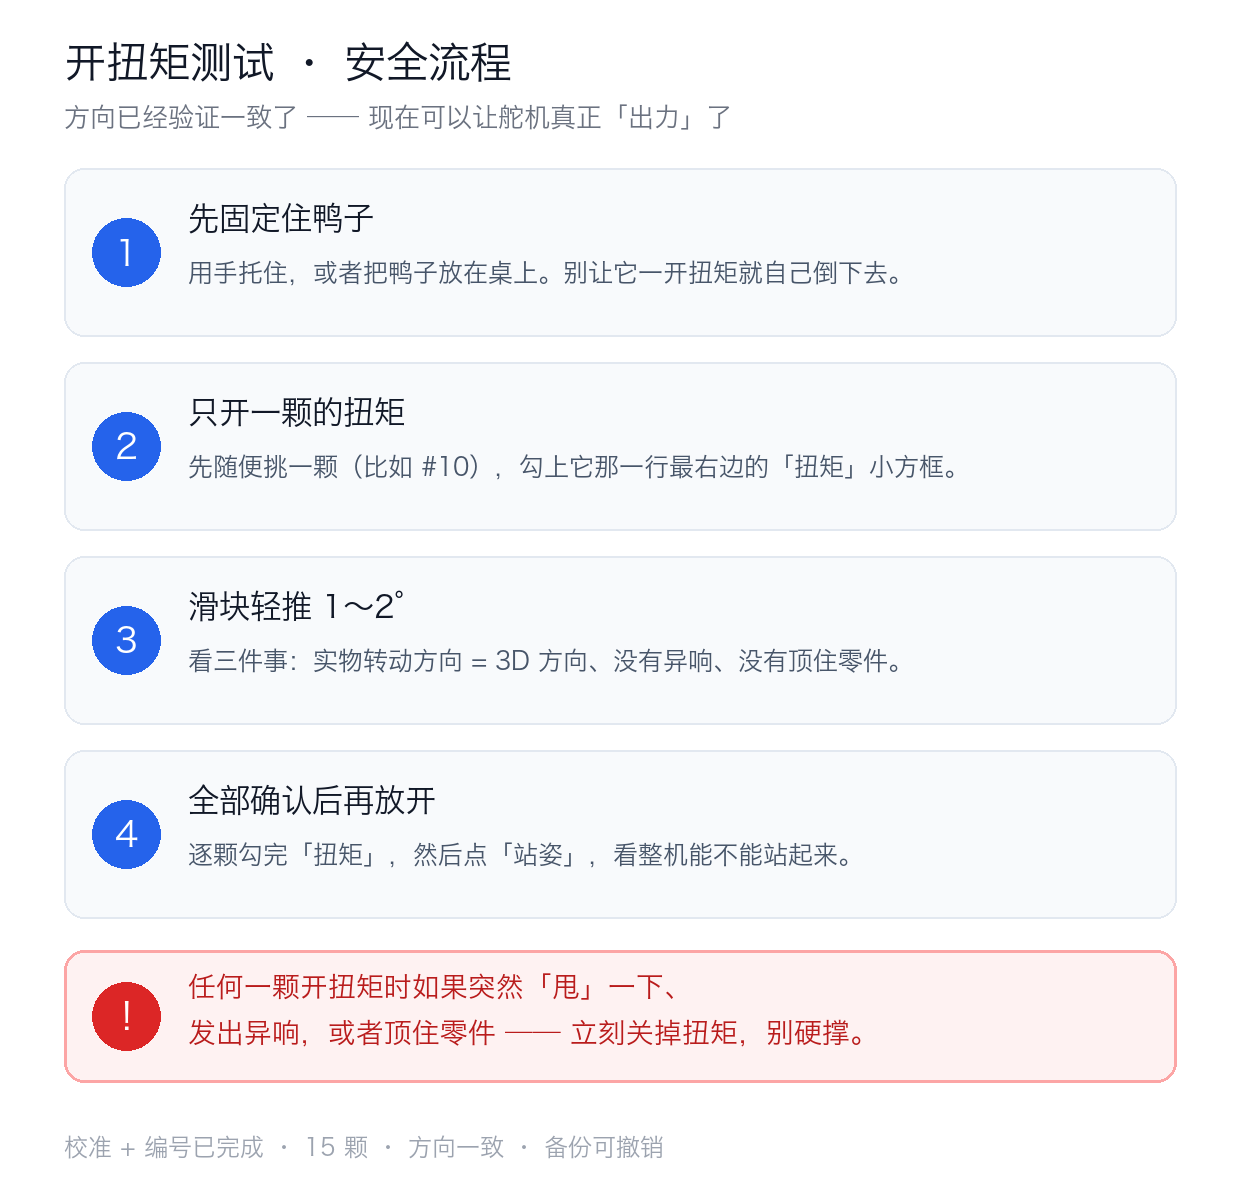 开扭矩测试 · 安全流程
方向已经验证一致了 —— 现在可以让舵机真正「出力」了
1
先固定住鸭子
用手托住，或者把鸭子放在桌上。别让它一开扭矩就自己倒下去。
2
只开一颗的扭矩
先随便挑一颗（比如 #10），勾上它那一行最右边的「扭矩」小方框。
3
滑块轻推 1～2°
看三件事：实物转动方向 = 3D 方向、没有异响、没有顶住零件。
4
全部确认后再放开
逐颗勾完「扭矩」，然后点「站姿」，看整机能不能站起来。
!
任何一颗开扭矩时如果突然「甩」一下、
发出异响，或者顶住零件 —— 立刻关掉扭矩，别硬撑。
校准 + 编号已完成 · 15 颗 · 方向一致 · 备份可撤销